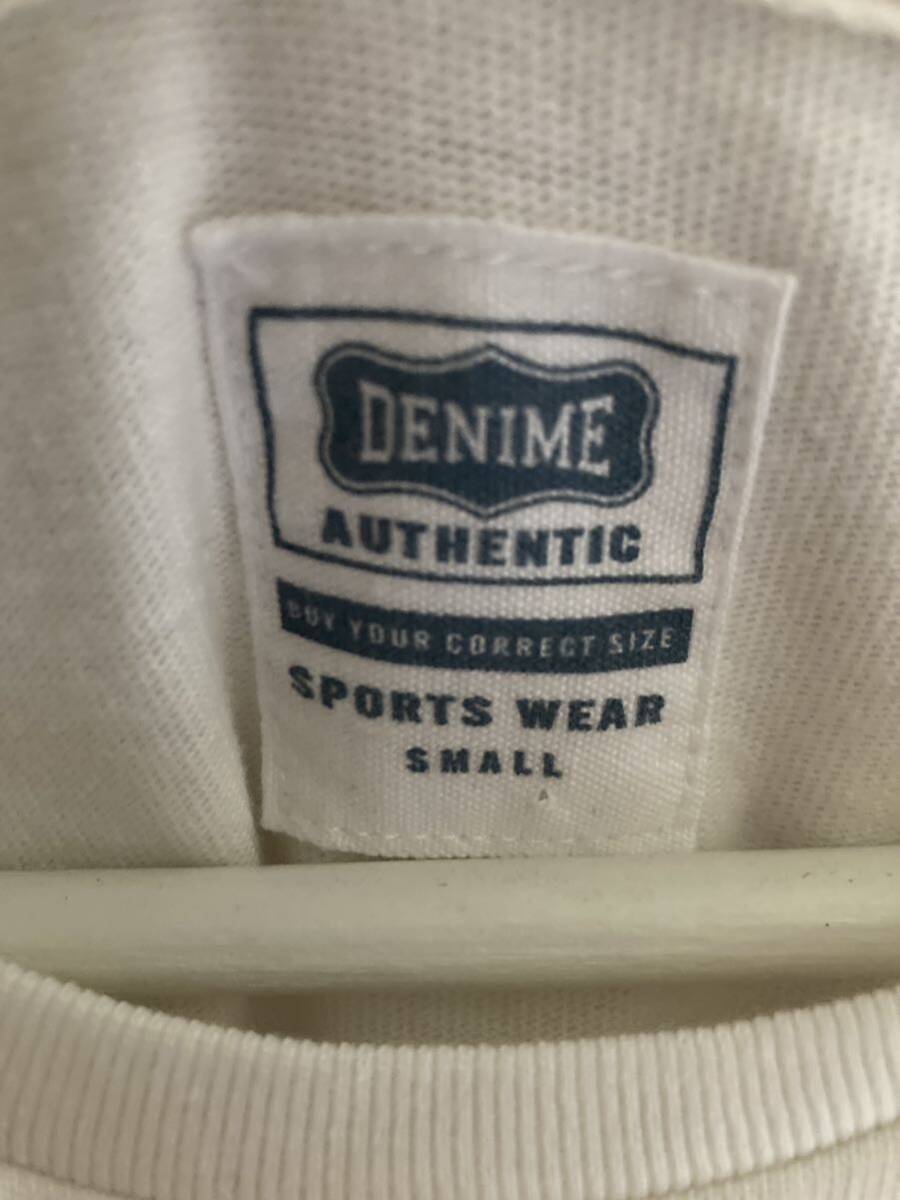 DENIME
AUTHENTIC
BUY YOUR CORRECT SIZE
SPORTS WEAR
SMALL